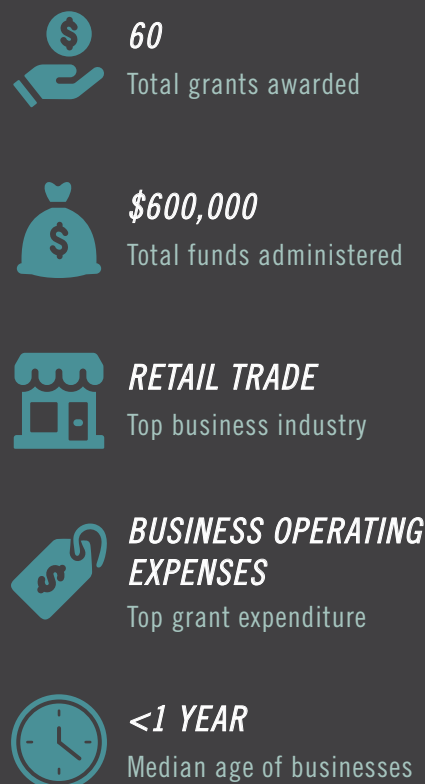 60
Total grants awarded
$600,000
Total funds administered
RETAIL TRADE
Top business industry
BUSINESS OPERATING
EXPENSES
Top grant expenditure
<1 YEAR
Median age of businesses